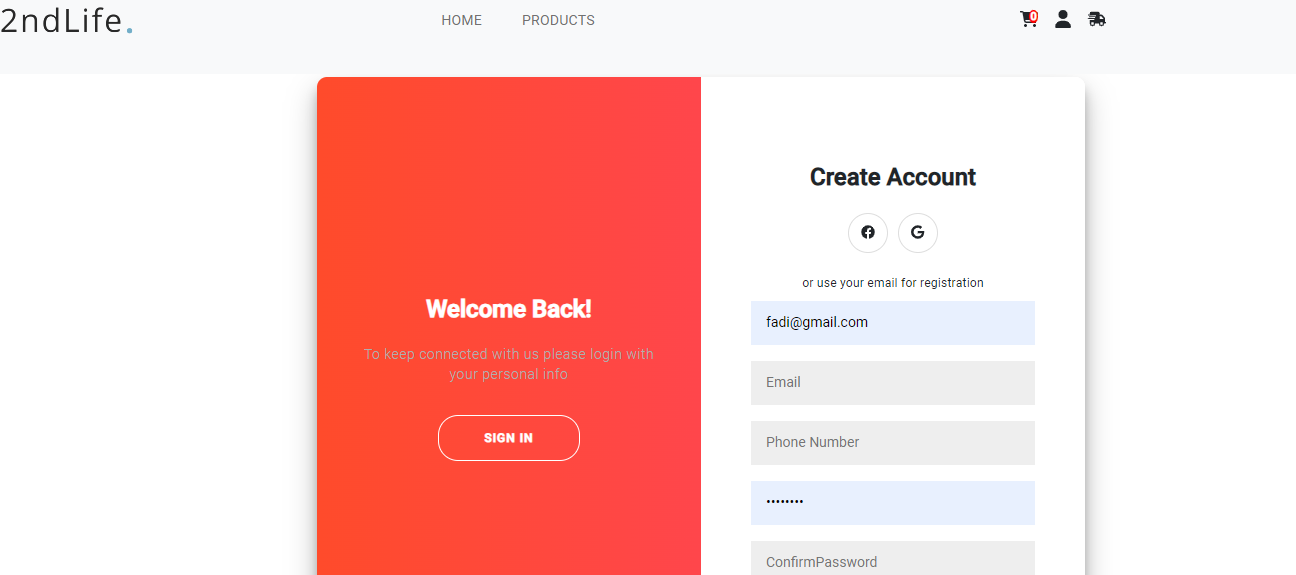 2ndLife.
HOME
PRODUCTS
0
Welcome Back!
To keep connected with us please login with
your personal info
SIGN IN
Create Account
or use your email for registration
fadi@gmail.com
Email
Phone Number
••••••••
ConfirmPassword